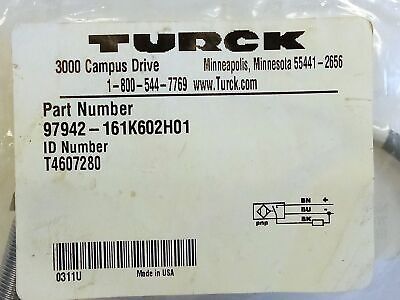 TURCK
3000 Campus Drive Minneapolis, Minnesota 55441-2656
1-800-544-7769 www.Turck.com
Part Number
97942-161K602H01
ID Number
T4607280
BN +
BU -
BK
pnp
0311U Made in USA